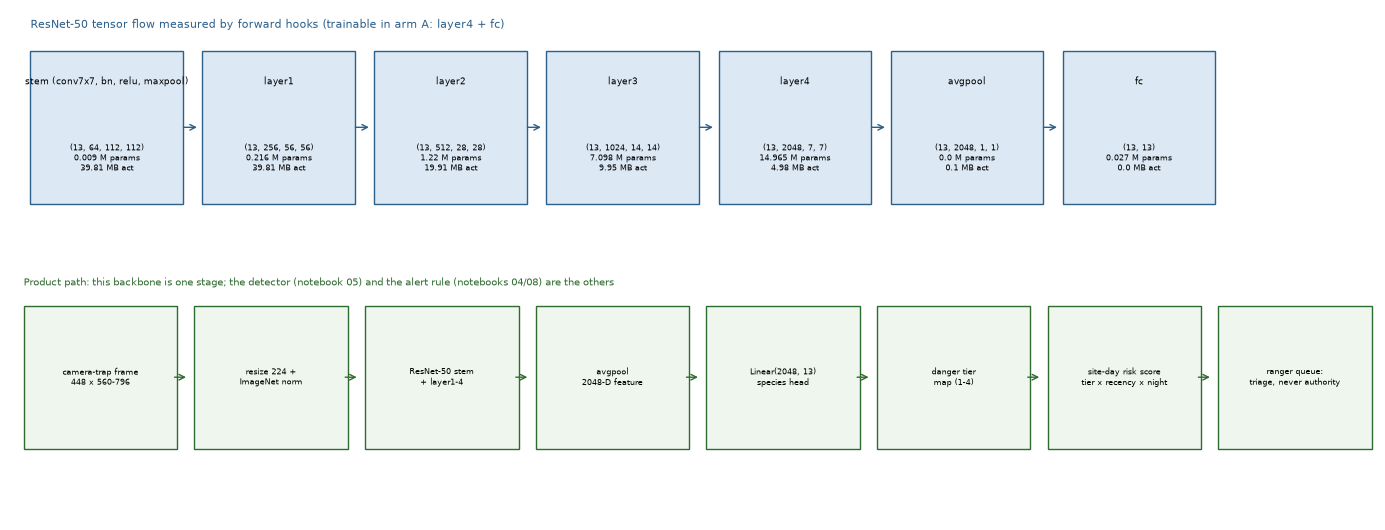 ResNet-50 tensor flow measured by forward hooks (trainable in arm A: layer4 + fc)
stem (conv7x7, bn, relu, maxpool)
(13, 64, 112, 112)
0.009 M params
39.81 MB act
layer1
(13, 256, 56, 56)
0.216 M params
39.81 MB act
layer2
(13, 512, 28, 28)
1.22 M params
19.91 MB act
layer3
(13, 1024, 14, 14)
7.098 M params
9.95 MB act
layer4
(13, 2048, 7, 7)
14.965 M params
4.98 MB act
avgpool
(13, 2048, 1, 1)
0.0 M params
0.1 MB act
fc
(13, 13)
0.027 M params
0.0 MB act
Product path: this backbone is one stage; the detector (notebook 05) and the alert rule (notebooks 04/08) are the others
camera-trap frame
448 x 560-796
resize 224 +
ImageNet norm
ResNet-50 stem
+ layer1-4
avgpool
2048-D feature
Linear(2048, 13)
species head
danger tier
map (1-4)
site-day risk score
tier x recency x night
ranger queue:
triage, never authority